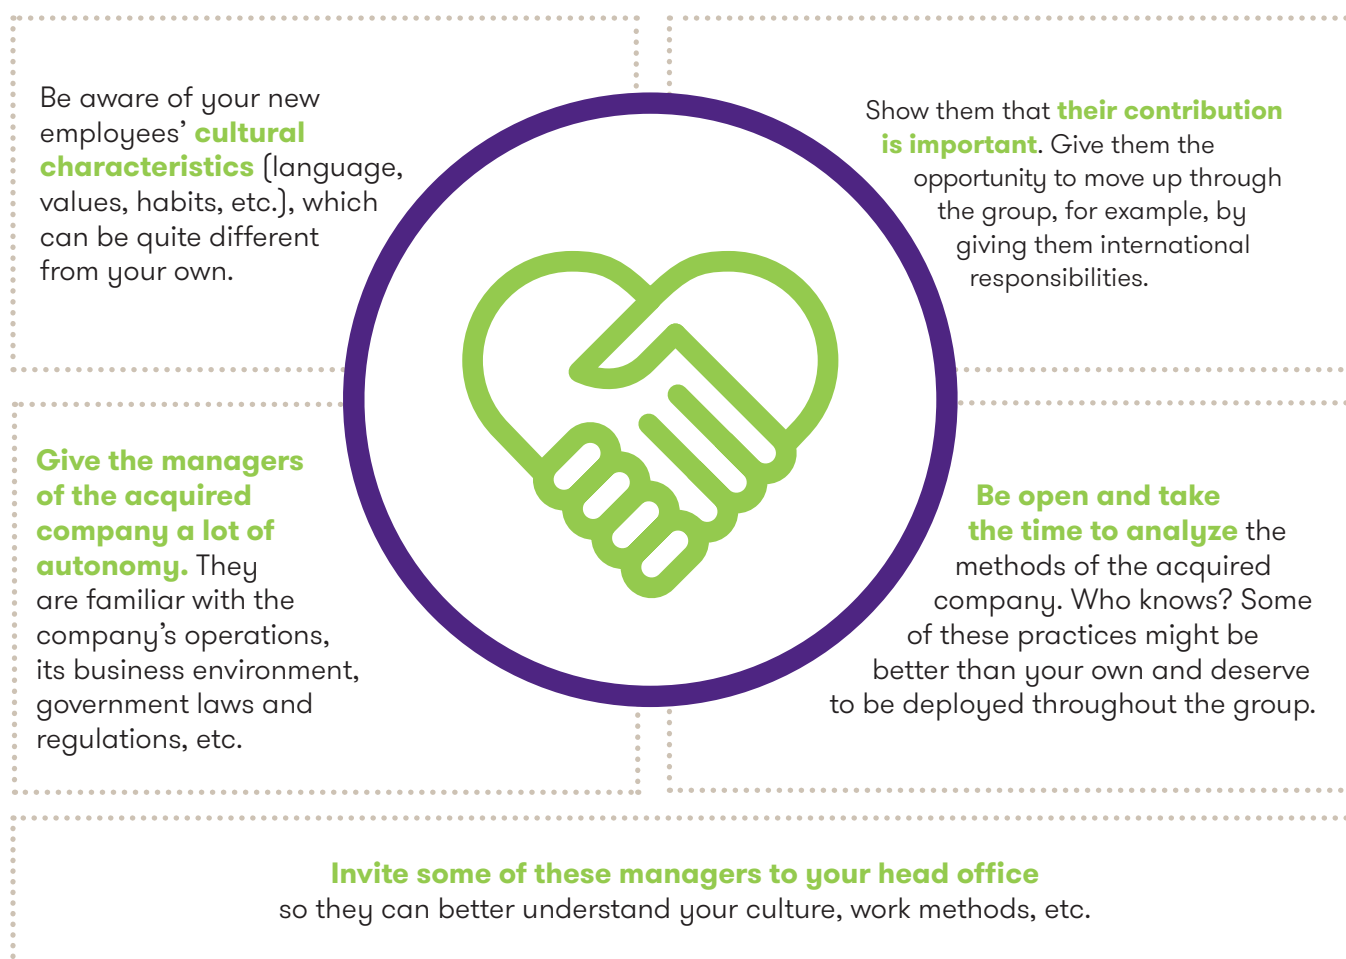 Be aware of your new
employees’ cultural
characteristics (language,
values, habits, etc.), which
can be quite different
from your own.
Show them that their contribution
is important. Give them the
opportunity to move up through
the group, for example, by
giving them international
responsibilities.
Give the managers
of the acquired
company a lot of
autonomy. They
are familiar with the
company’s operations,
its business environment,
government laws and
regulations, etc.
Be open and take
the time to analyze the
methods of the acquired
company. Who knows? Some
of these practices might be
better than your own and deserve
to be deployed throughout the group.
Invite some of these managers to your head office
so they can better understand your culture, work methods, etc.